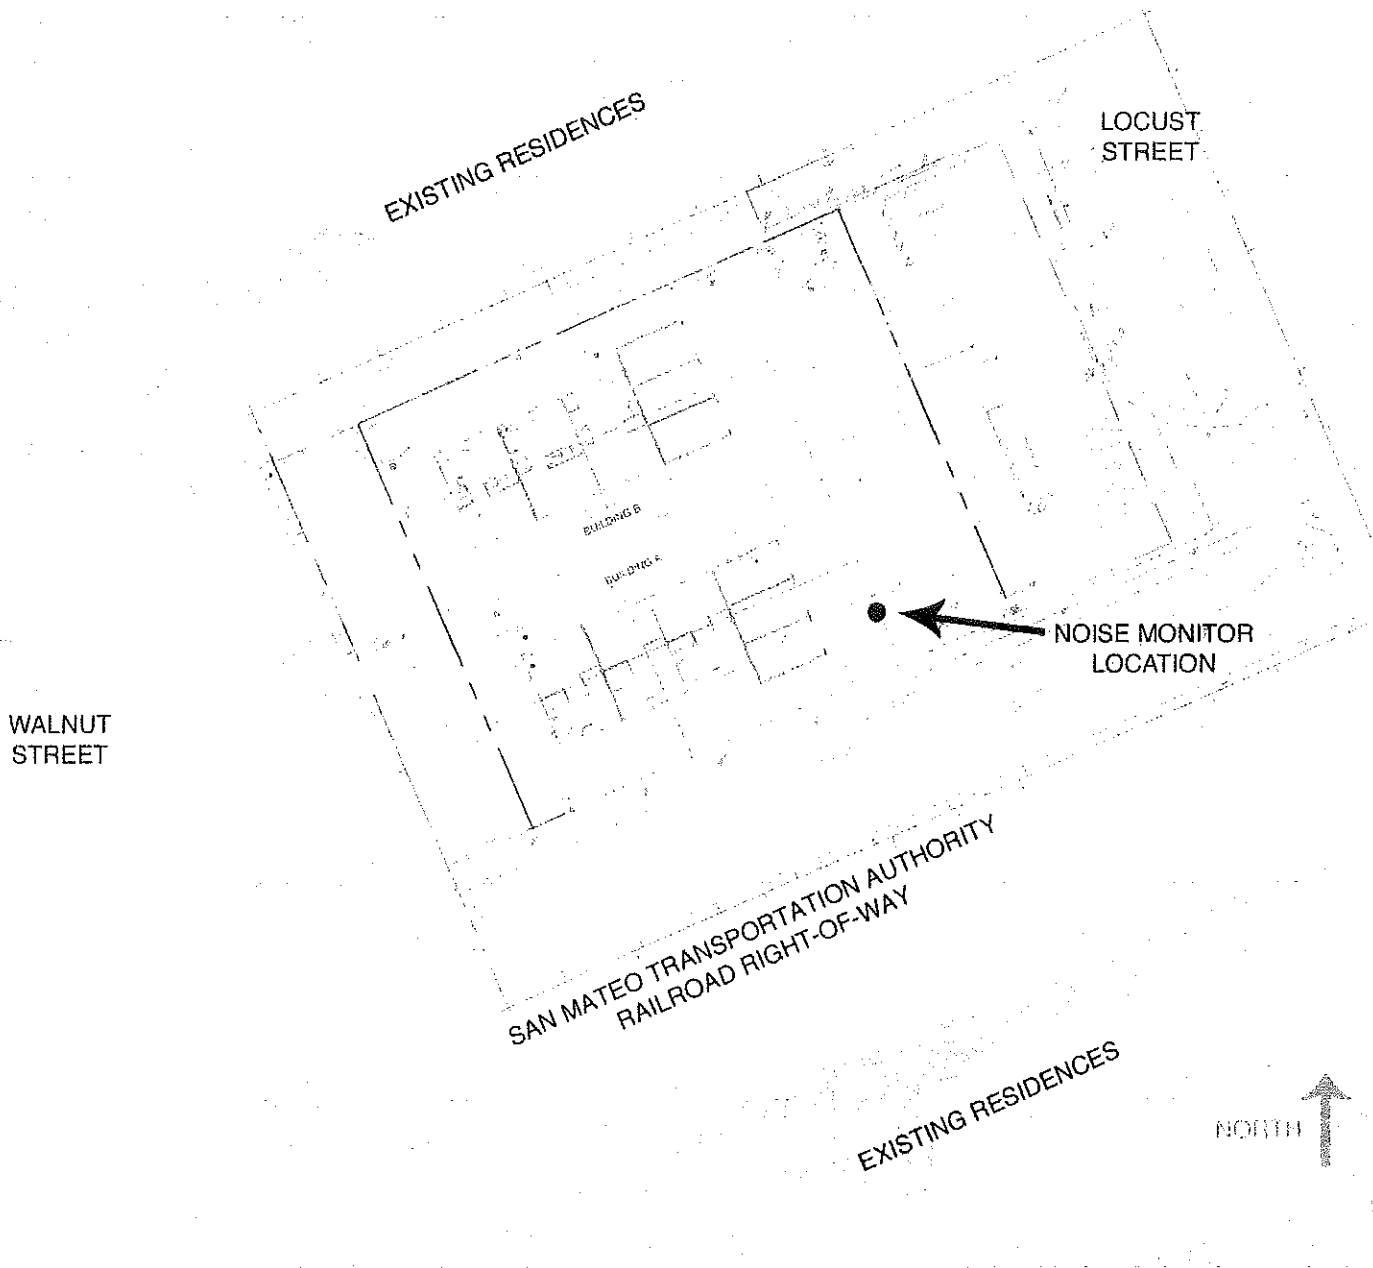 EXISTING RESIDENCES
LOCUST
STREET
BUILDING B
BUILDING A
NOISE MONITOR
LOCATION
WALNUT
STREET
SAN MATEO TRANSPORTATION AUTHORITY
RAILROAD RIGHT-OF-WAY
EXISTING RESIDENCES
NORTH